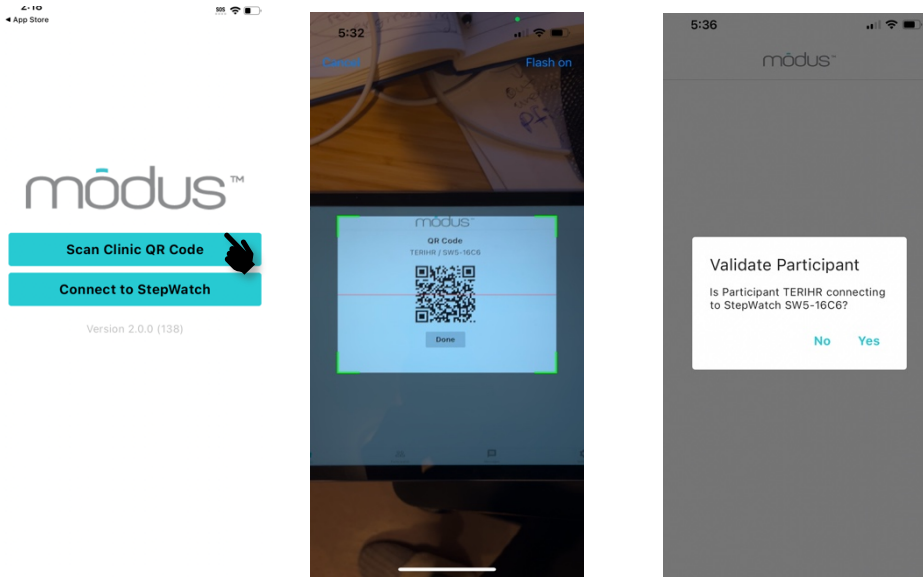 SOS
◀ App Store
mōdus™
Scan Clinic QR Code
Connect to StepWatch
Version 2.0.0 (138)
5:32
Cancel
Flash on
mōdus™
QR Code
TERIHR / SW5-16C6
Done
5:36
mōdus™
Validate Participant
Is Participant TERIHR connecting
to StepWatch SW5-16C6?
No Yes